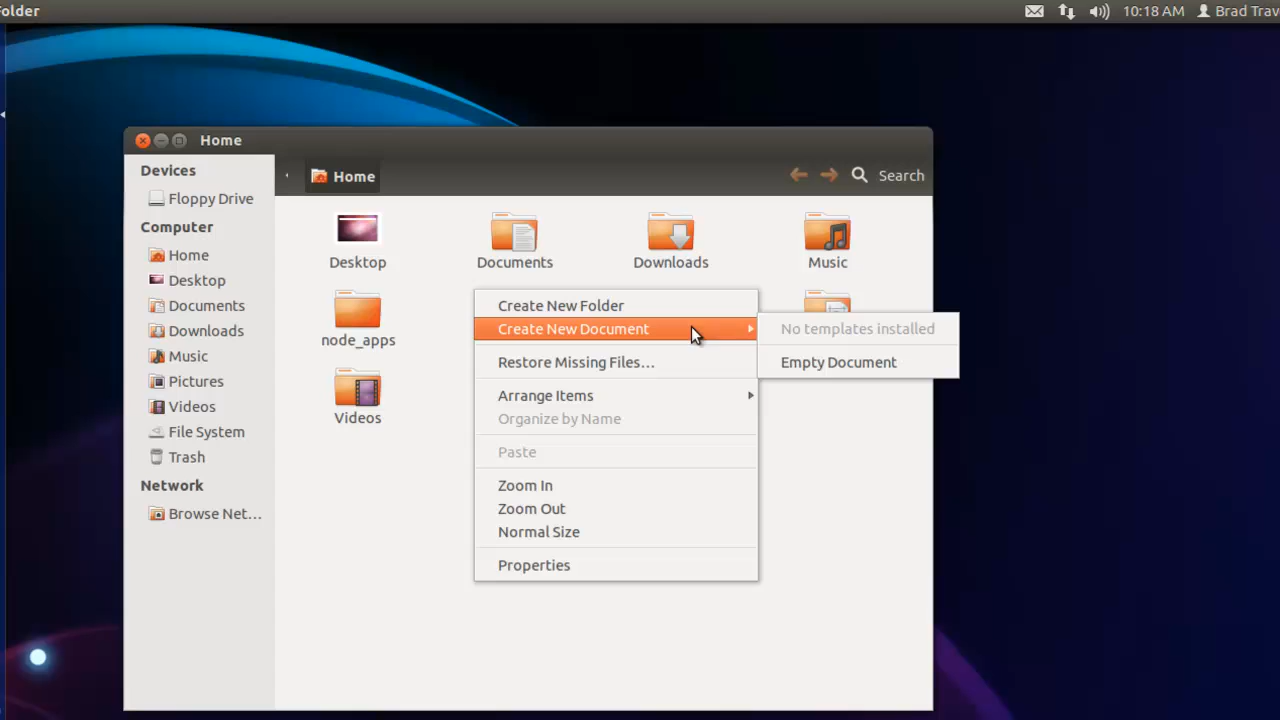 Folder
10:18 AM
Brad Trav
Home
Devices
Floppy Drive
Computer
Home
Desktop
Documents
Downloads
Music
Pictures
Videos
File System
Trash
Network
Browse Net...
Home
Search
Desktop
Documents
Downloads
Music
node_apps
Videos
Create New Folder
Create New Document
Restore Missing Files...
Arrange Items
Organize by Name
Paste
Zoom In
Zoom Out
Normal Size
Properties
No templates installed
Empty Document